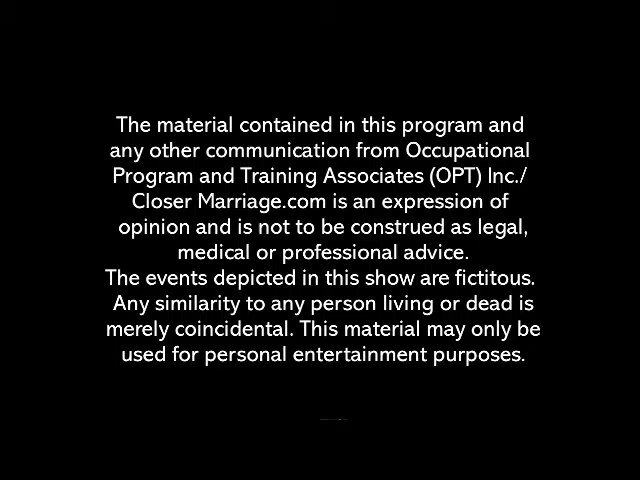 The material contained in this program and
any other communication from Occupational
Program and Training Associates (OPT) Inc./
Closer Marriage.com is an expression of
opinion and is not to be construed as legal,
medical or professional advice.
The events depicted in this show are fictitous.
Any similarity to any person living or dead is
merely coincidental. This material may only be
used for personal entertainment purposes.